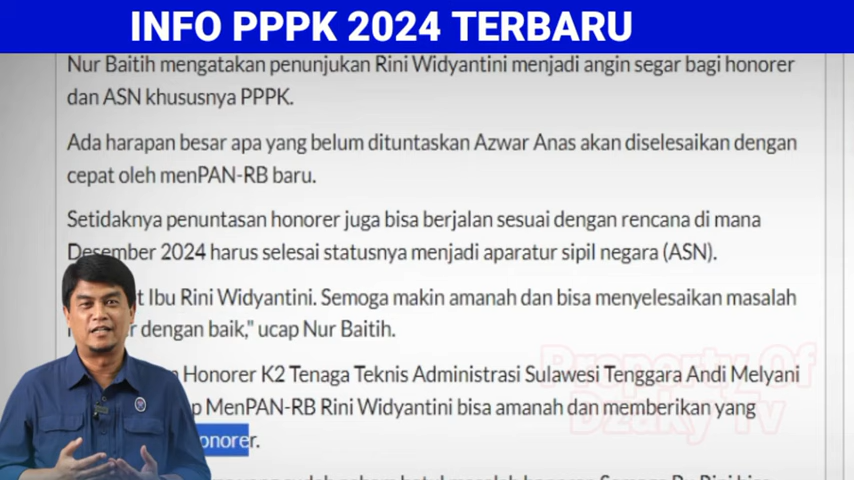 INFO PPPK 2024 TERBARU
Nur Baitih mengatakan penunjukan Rini Widyantini menjadi angin segar bagi honorer
dan ASN khususnya PPPK.
Ada harapan besar apa yang belum dituntaskan Azwar Anas akan diselesaikan dengan
cepat oleh menPAN-RB baru.
Setidaknya penuntasan honorer juga bisa berjalan sesuai dengan rencana di mana
Desember 2024 harus selesai statusnya menjadi aparatur sipil negara (ASN).
Ibu Rini Widyantini. Semoga makin amanah dan bisa menyelesaikan masalah
dengan baik," ucap Nur Baitih.
Honorer K2 Tenaga Teknis Administrasi Sulawesi Tenggara Andi Melyani
MenPAN-RB Rini Widyantini bisa amanah dan memberikan yang
honorer.
Property Of
Dzaky Tv